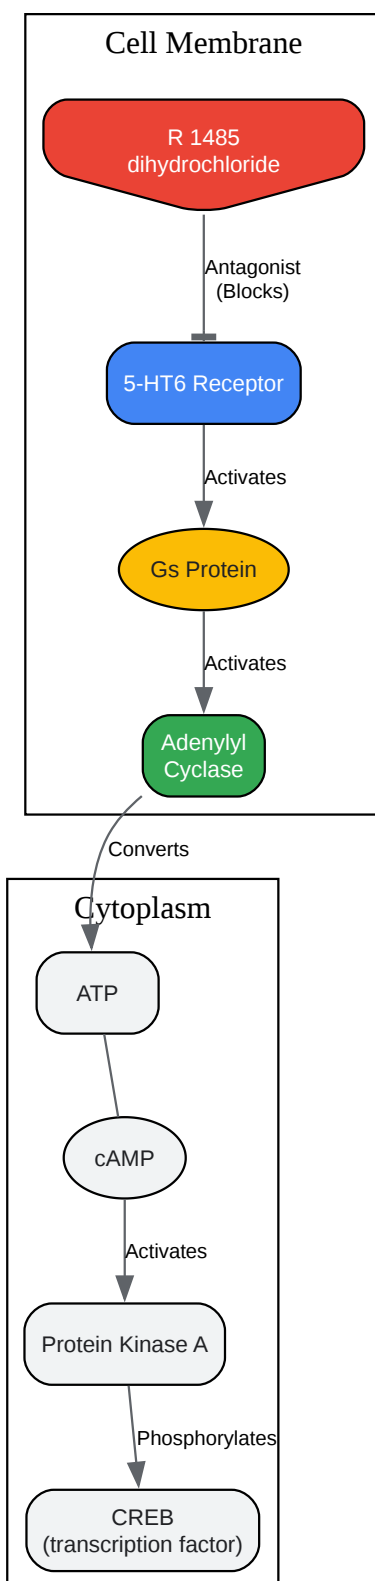 Cell Membrane
R 1485
dihydrochloride
Antagonist
(Blocks)
5-HT6 Receptor
Activates
Gs Protein
Activates
Adenylyl
Cyclase
Converts
Cytoplasm
ATP
cAMP
Activates
Protein Kinase A
Phosphorylates
CREB
(transcription factor)